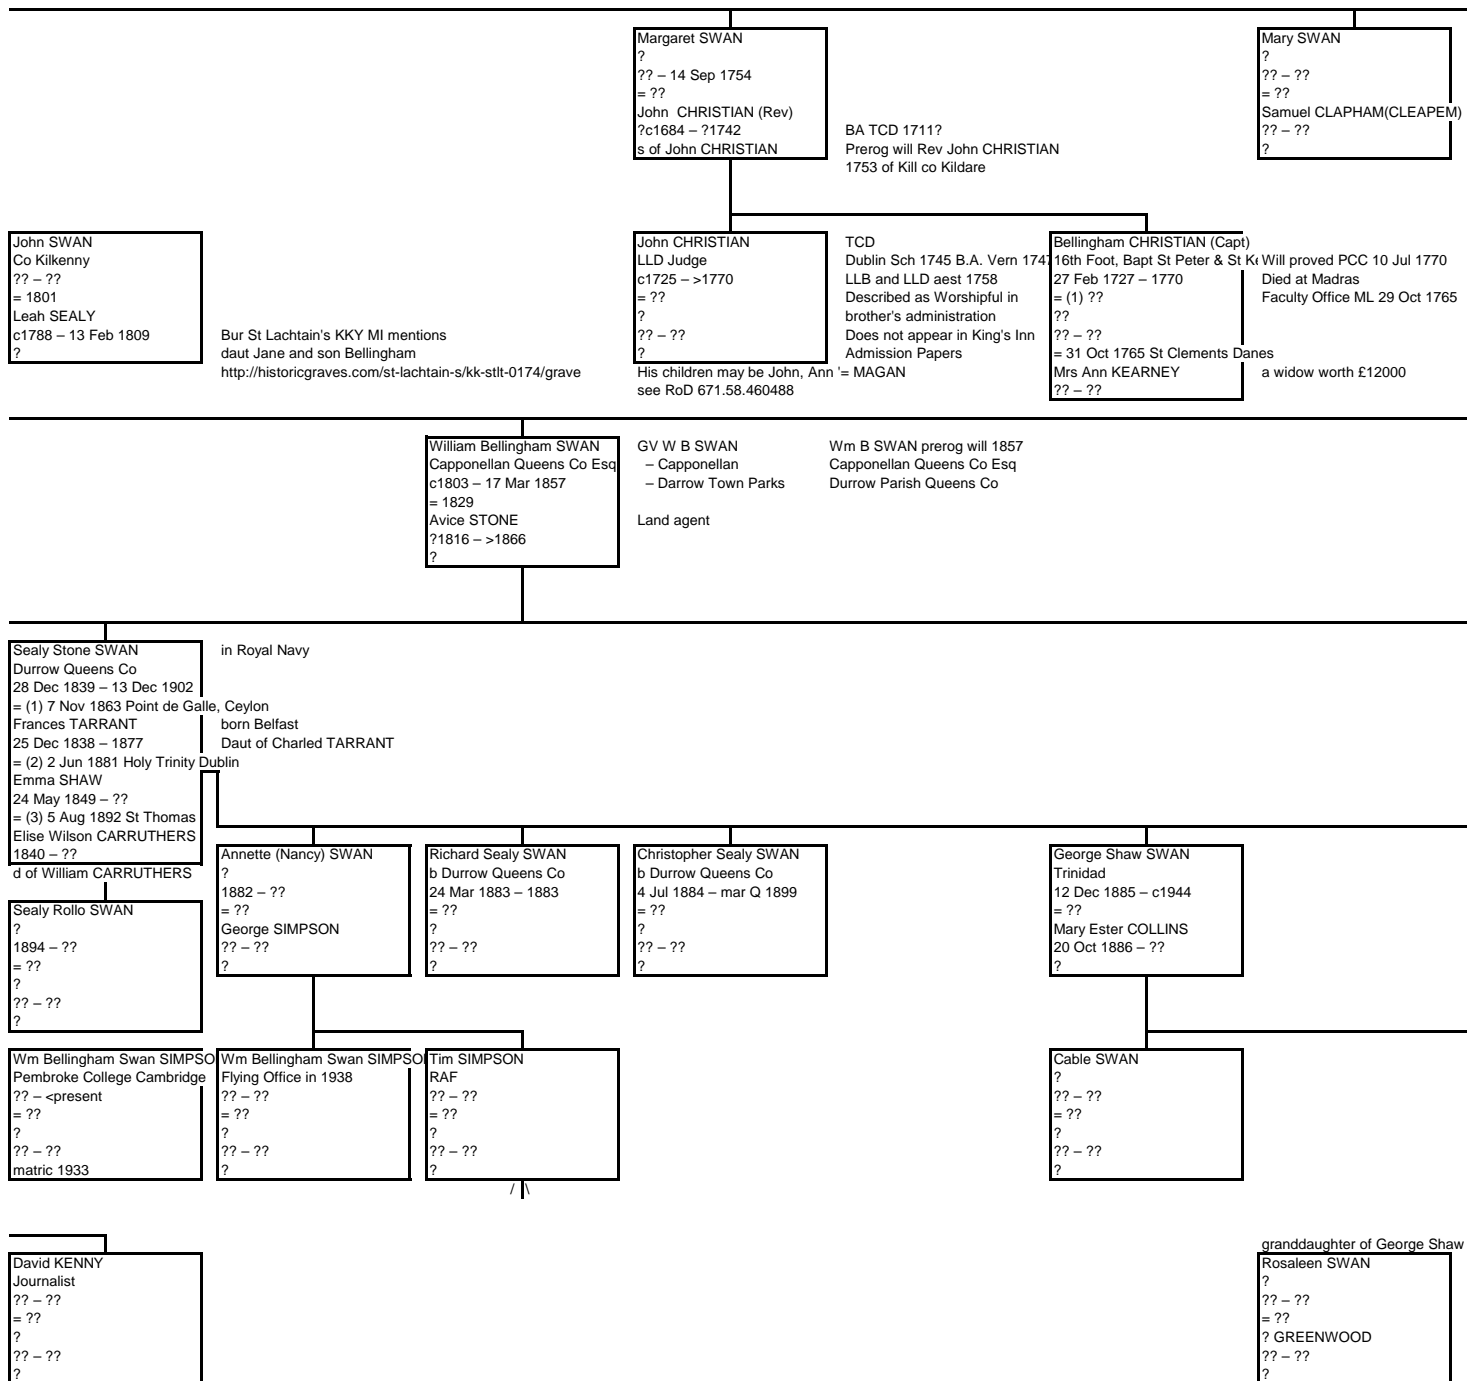 Margaret SWAN
?
?? – 14 Sep 1754
= ??
John  CHRISTIAN (Rev)
?c1684 – ?1742
s of John CHRISTIAN
BA TCD 1711?
Prerog will Rev John CHRISTIAN
1753 of Kill co Kildare
Mary SWAN
?
?? – ??
= ??
Samuel CLAPHAM(CLEAPEM)
?? – ??
?
John SWAN
Co Kilkenny
?? – ??
= 1801
Leah SEALY
c1788 – 13 Feb 1809
?
Bur St Lachtain's KKY MI mentions
daut Jane and son Bellingham
http://historicgraves.com/st-lachtain-s/kk-stlt-0174/grave
John CHRISTIAN
LLD Judge
c1725 – >1770
= ??
?
?? – ??
?
His children may be John, Ann '= MAGAN
see RoD 671.58.460488
TCD
Dublin Sch 1745 B.A. Vern 174
LLB and LLD aest 1758
Described as Worshipful in
brother's administration
Does not appear in King's Inn
Admission Papers
Bellingham CHRISTIAN (Capt)
16th Foot, Bapt St Peter & St Ke
27 Feb 1727 – 1770
= (1) ??
??
?? – ??
= 31 Oct 1765 St Clements Danes
Mrs Ann KEARNEY
?? – ??
Will proved PCC 10 Jul 1770
Died at Madras
Faculty Office ML 29 Oct 1765
a widow worth £12000
William Bellingham SWAN
Capponellan Queens Co Esq
c1803 – 17 Mar 1857
= 1829
Avice STONE
?1816 – >1866
?
GV W B SWAN
– Capponellan
– Darrow Town Parks
Land agent
Wm B SWAN prerog will 1857
Capponellan Queens Co Esq
Durrow Parish Queens Co
Sealy Stone SWAN
Durrow Queens Co
28 Dec 1839 – 13 Dec 1902
= (1) 7 Nov 1863 Point de Galle, Ceylon
Frances TARRANT
25 Dec 1838 – 1877
= (2) 2 Jun 1881 Holy Trinity Dublin
Emma SHAW
24 May 1849 – ??
= (3) 5 Aug 1892 St Thomas
Elise Wilson CARRUTHERS
1840 – ??
d of William CARRUTHERS
in Royal Navy
born Belfast
Daut of Charled TARRANT
Sealy Rollo SWAN
?
1894 – ??
= ??
?
?? – ??
?
Annette (Nancy) SWAN
?
1882 – ??
= ??
George SIMPSON
?? – ??
?
Richard Sealy SWAN
b Durrow Queens Co
24 Mar 1883 – 1883
= ??
?
?? – ??
?
Christopher Sealy SWAN
b Durrow Queens Co
4 Jul 1884 – mar Q 1899
= ??
?
?? – ??
?
George Shaw SWAN
Trinidad
12 Dec 1885 – c1944
= ??
Mary Ester COLLINS
20 Oct 1886 – ??
?
Wm Bellingham Swan SIMPSO
Pembroke College Cambridge
?? – <present
= ??
?
?? – ??
matric 1933
Wm Bellingham Swan SIMPSO
Flying Office in 1938
?? – ??
= ??
?
?? – ??
?
Tim SIMPSON
RAF
?? – ??
= ??
?
?? – ??
?
/ \
Cable SWAN
?
?? – ??
= ??
?
?? – ??
?
David KENNY
Journalist
?? – ??
= ??
?
?? – ??
?
granddaughter of George Shaw
Rosaleen SWAN
?
?? – ??
= ??
? GREENWOOD
?? – ??
?